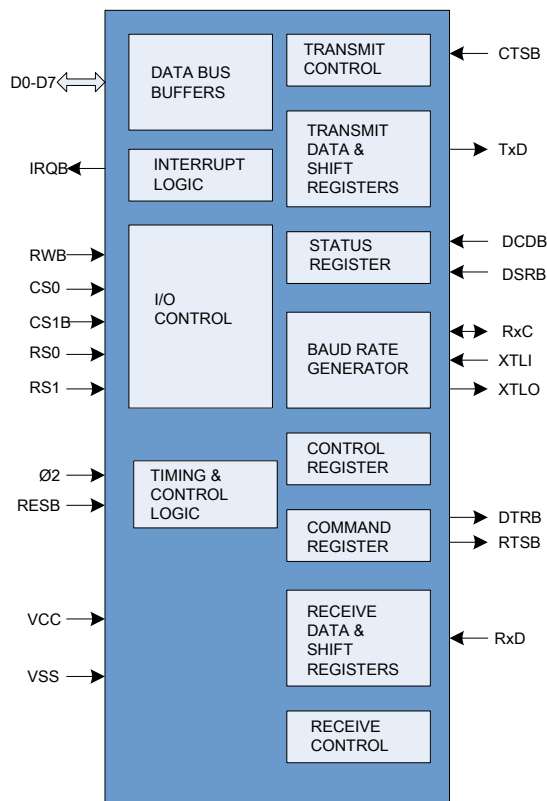 D0-D7
IRQB
RWB
CS0
CS1B
RS0
RS1
Ø2
RESB
VCC
VSS
DATA BUS
BUFFERS
INTERRUPT
LOGIC
I/O
CONTROL
TIMING &
CONTROL
LOGIC
TRANSMIT
CONTROL
TRANSMIT
DATA &
SHIFT
REGISTERS
STATUS
REGISTER
BAUD RATE
GENERATOR
CONTROL
REGISTER
COMMAND
REGISTER
RECEIVE
DATA &
SHIFT
REGISTERS
RECEIVE
CONTROL
CTSB
TxD
DCDB
DSRB
RxC
XTLI
XTLO
DTRB
RTSB
RxD